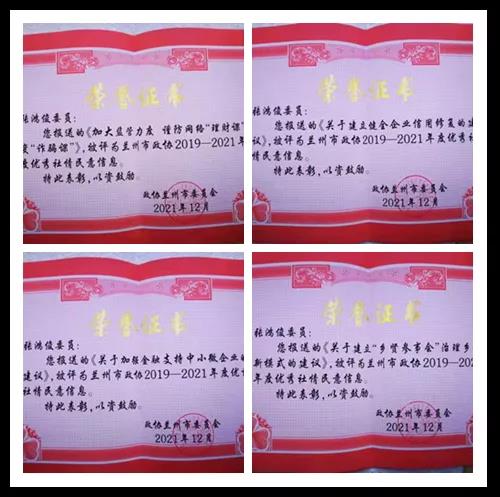 荣誉证书
张鸿俊委员：
您报送的《加大监管力度 谨防网络“理财课”
“诈骗课”》，被评为兰州市政协2019—2021年
度优秀社情民意信息。
特此表彰，以资鼓励。
政协兰州市委员会
2021年12月
荣誉证书
张鸿俊委员：
您报送的《关于建立健全企业信用修复的
议》，被评为兰州市政协2019—2021年
度优秀社情民意信息。
特此表彰，以资鼓励。
政协兰州市委员会
2021年12月
荣誉证书
张鸿俊委员：
您报送的《关于加强金融支持中小微企业的
建议》，被评为兰州市政协2019—2021年度优
社情民意信息。
特此表彰，以资鼓励。
政协兰州市委员会
2021年12月
荣誉证书
张鸿俊委员：
您报送的《关于建立“乡贤参事会”治理乡
新模式的建议》，被评为兰州市政协2019—2021
年度优秀社情民意信息。
特此表彰，以资鼓励。
政协兰州市委员会
2021年12月